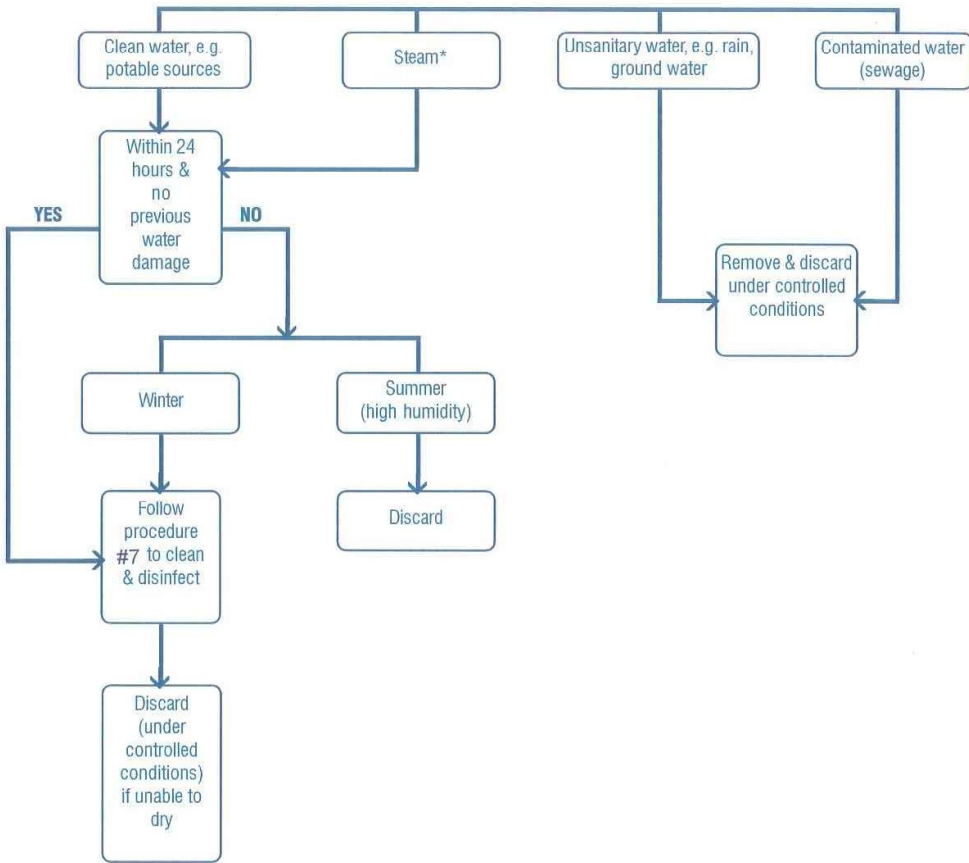 Clean water, e.g.
potable sources
Steam*
Unsanitary water, e.g. rain,
ground water
Contaminated water
(sewage)
Within 24
hours &
no
previous
water
damage
YES
NO
Remove & discard
under controlled
conditions
Winter
Summer
(high humidity)
Follow
procedure
#7 to clean
& disinfect
Discard
Discard
(under
controlled
conditions)
if unable to
dry